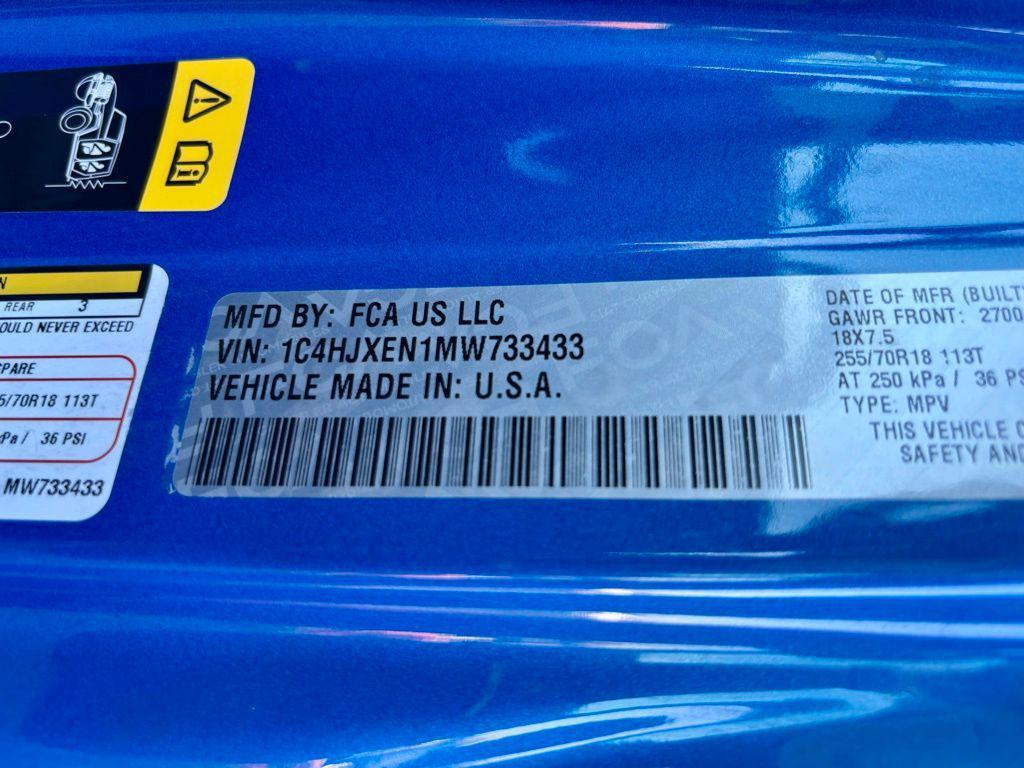 N
REAR 3
OULD NEVER EXCEED
SPARE
5/70R18 113T
kPa / 36 PSI
MW733433
MFD BY: FCA US LLC
VIN: 1C4HJXEN1MW733433
VEHICLE MADE IN: U.S.A.
DATE OF MFR (BUILT
GAWR FRONT: 2700
18X7.5
255/70R18 113T
AT 250 kPa / 36 PS
TYPE: MPV
THIS VEHICLE C
SAFETY AND